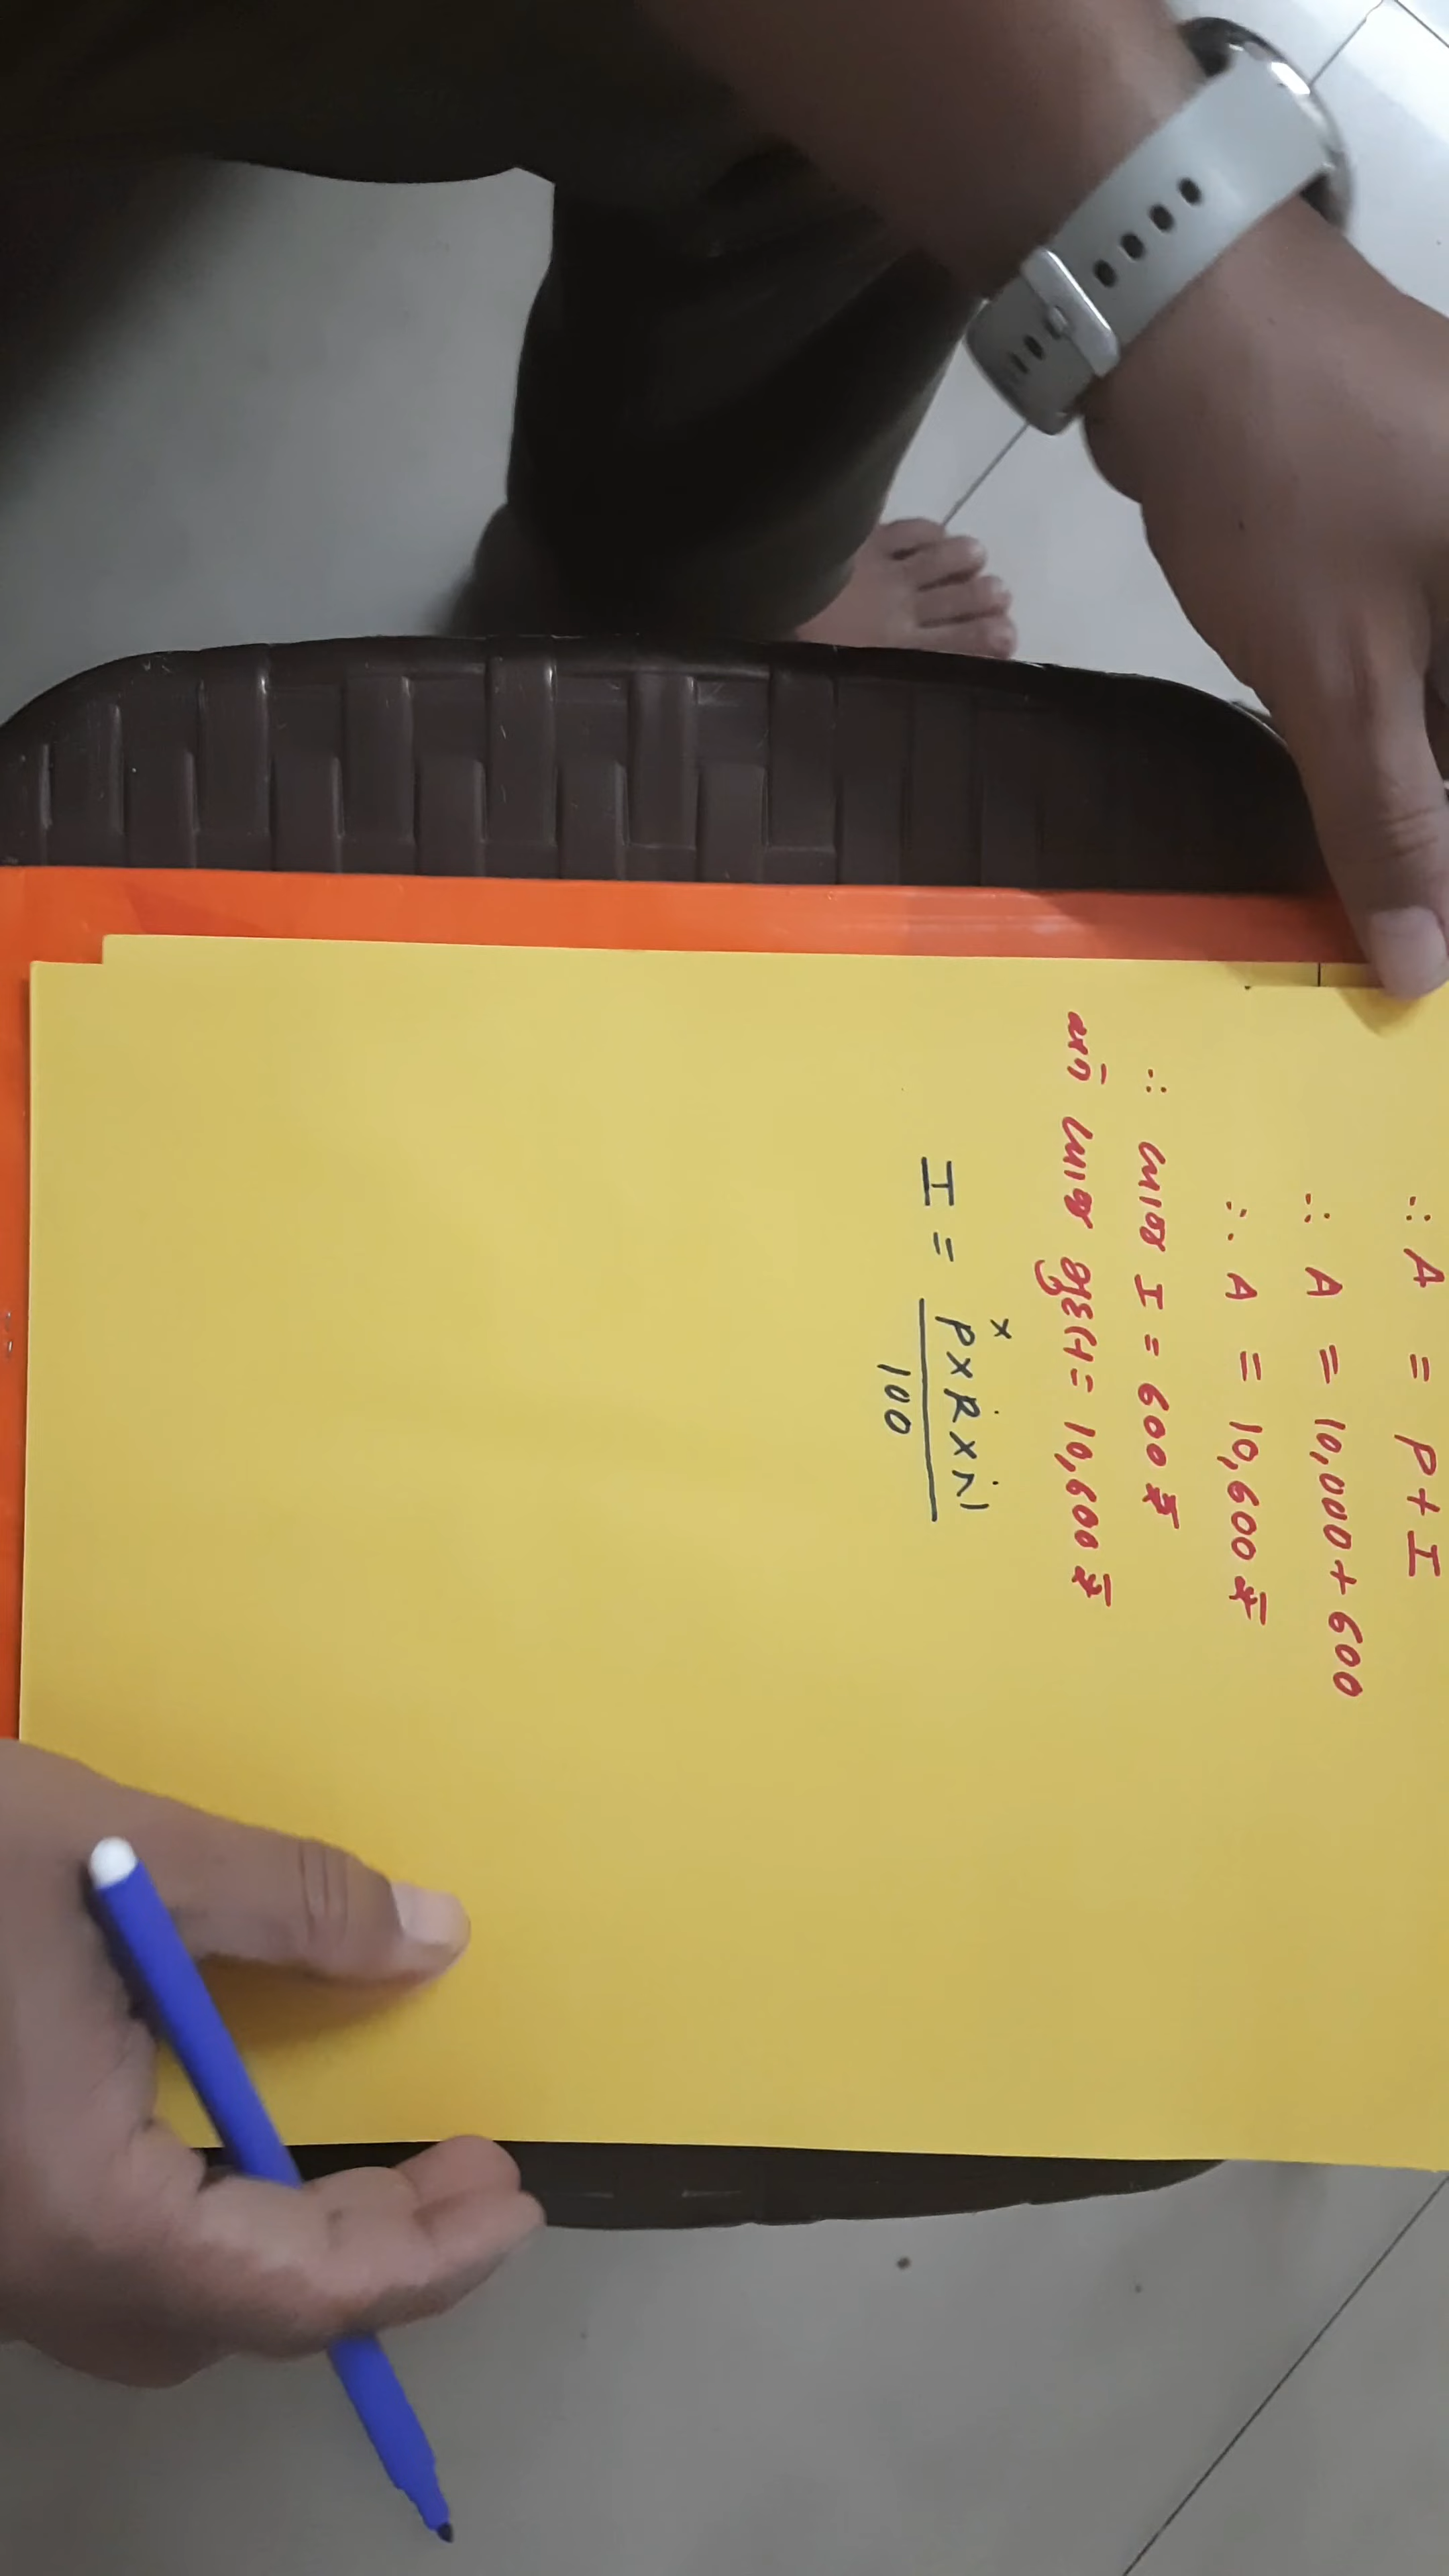 ∴ A = P + I
∴ A = 10,000 + 600
∴ A = 10,600 ₹
∴ વ્યાજ I = 600 ₹
અને વ્યાજ મુદ્દલ = 10,600 ₹
I = P × R × N / 100